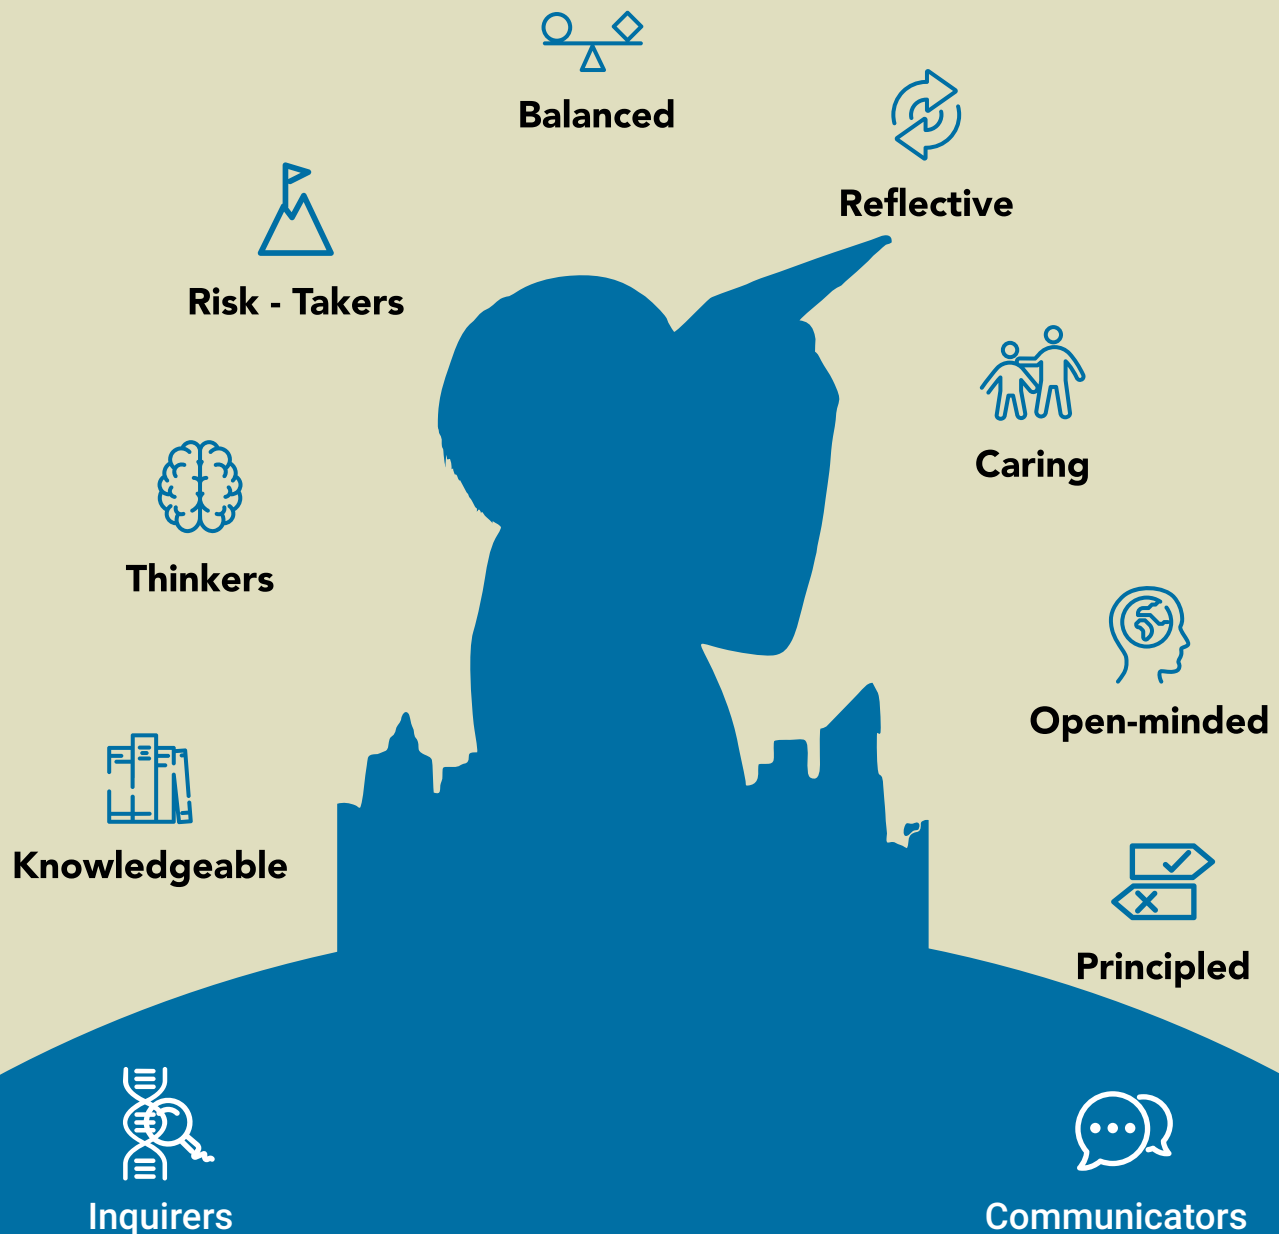 Balanced
Reflective
Risk - Takers
Caring
Thinkers
Open-minded
Knowledgeable
Principled
Inquirers
Communicators